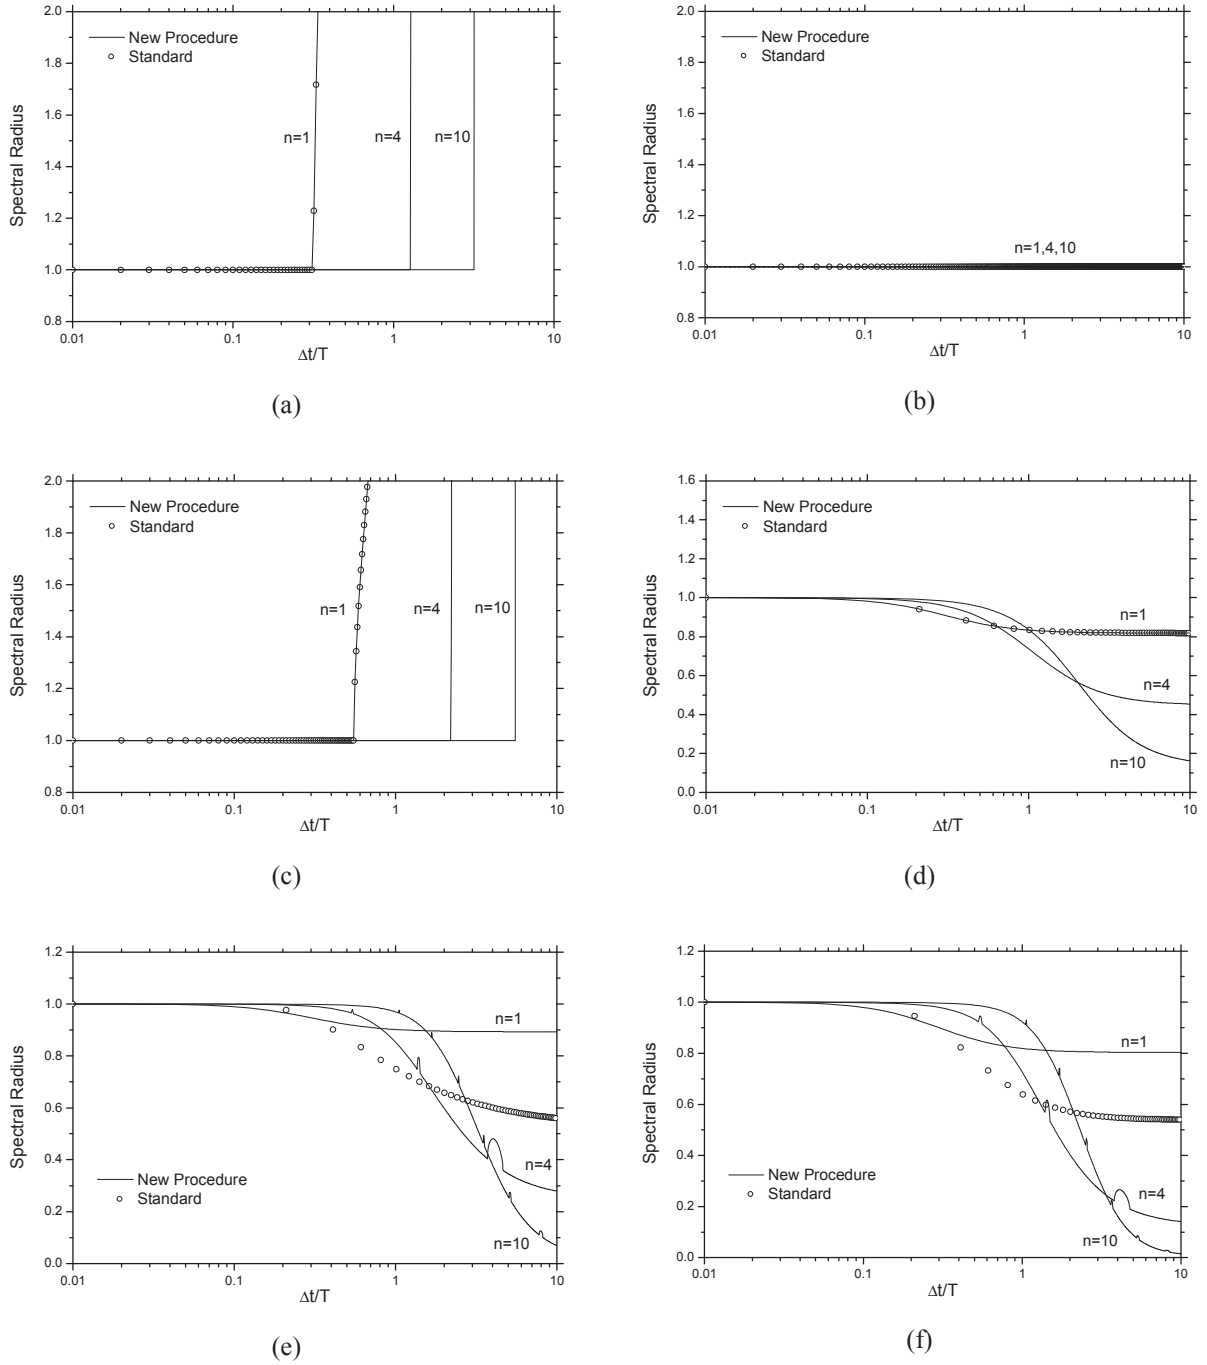 2.0
1.8
1.6
1.4
1.2
1.0
0.8
Spectral Radius
New Procedure
Standard
n=1
n=4
n=10
0.01
0.1
1
10
Δt/T
(a)
2.0
1.8
1.6
1.4
1.2
1.0
0.8
Spectral Radius
New Procedure
Standard
n=1,4,10
0.01
0.1
1
10
Δt/T
(b)
2.0
1.8
1.6
1.4
1.2
1.0
0.8
Spectral Radius
New Procedure
Standard
n=1
n=4
n=10
0.01
0.1
1
10
Δt/T
(c)
1.6
1.4
1.2
1.0
0.8
0.6
0.4
0.2
0.0
Spectral Radius
New Procedure
Standard
n=1
n=4
n=10
0.01
0.1
1
10
Δt/T
(d)
1.2
1.0
0.8
0.6
0.4
0.2
0.0
Spectral Radius
n=1
New Procedure
Standard
n=4
n=10
0.01
0.1
1
10
Δt/T
(e)
1.2
1.0
0.8
0.6
0.4
0.2
0.0
Spectral Radius
n=1
New Procedure
Standard
n=4
n=10
0.01
0.1
1
10
Δt/T
(f)